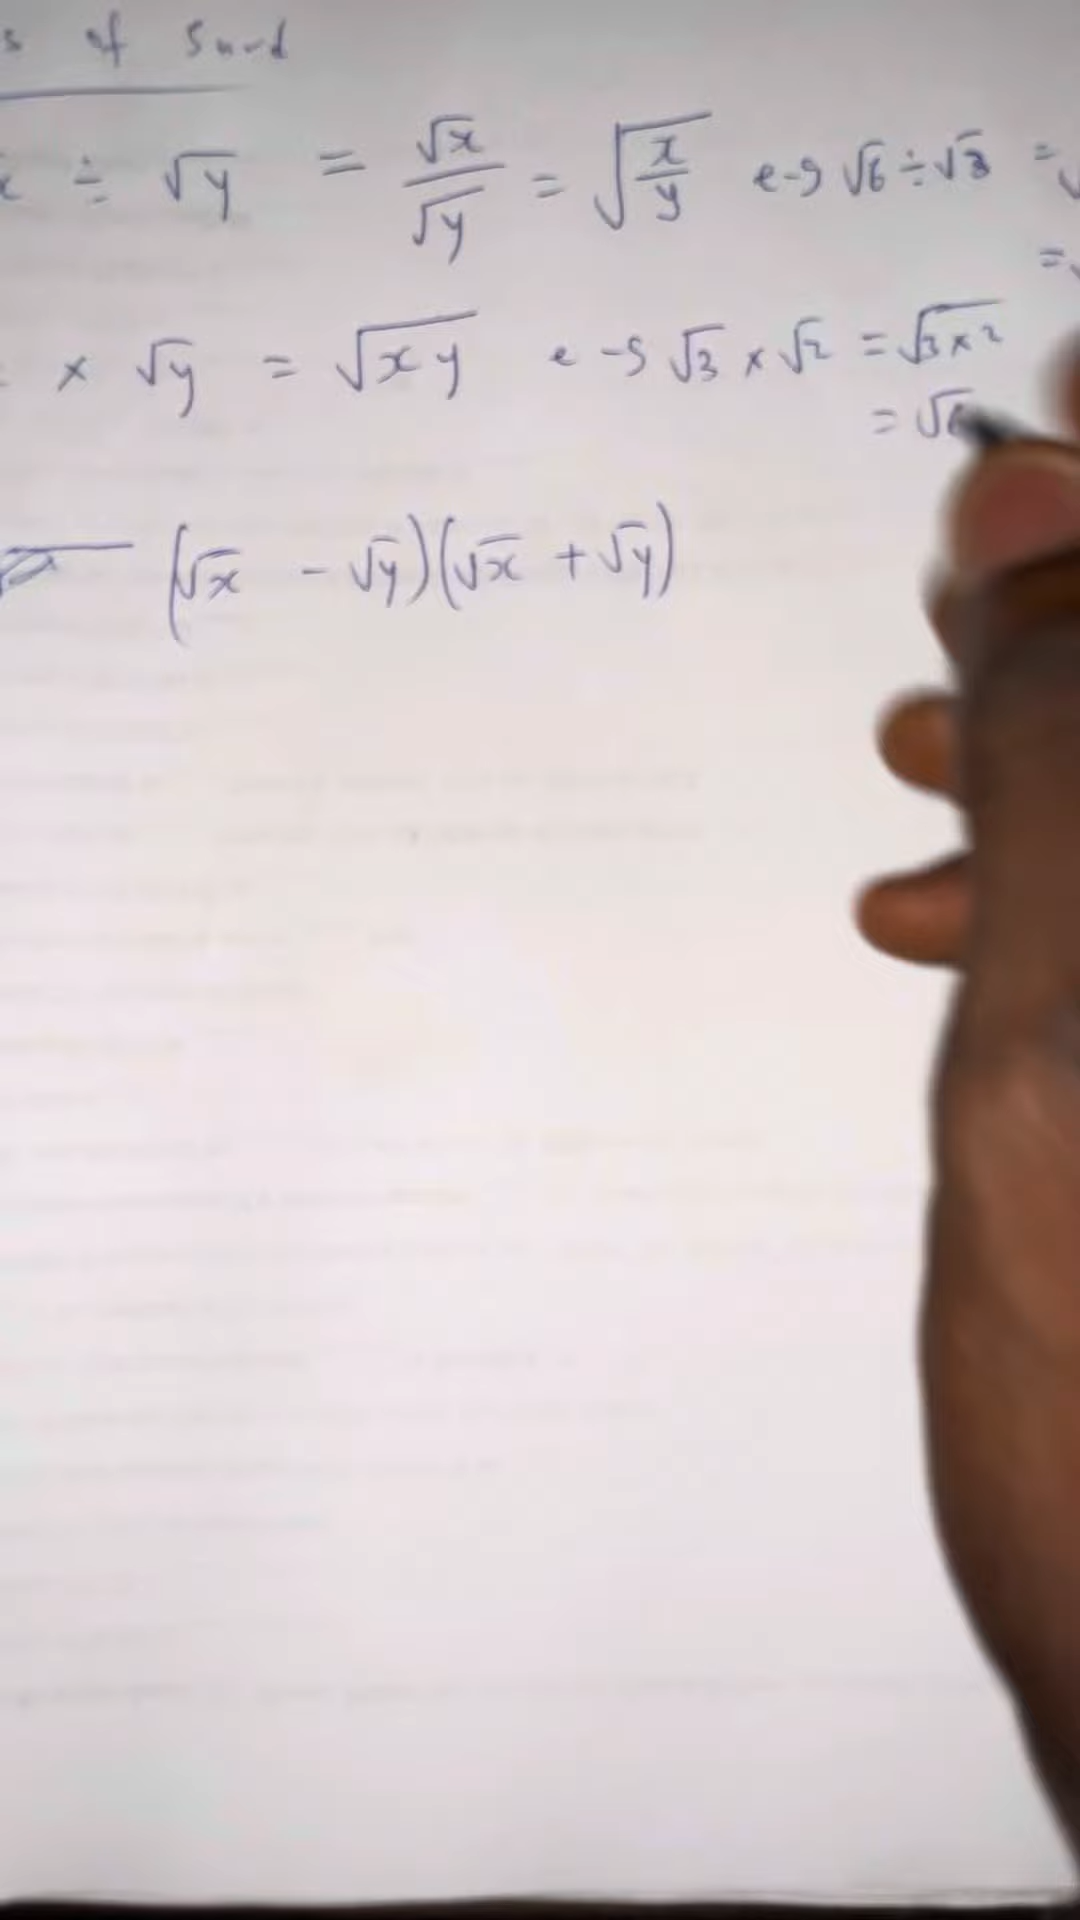 s of Surd
x ÷ √y = √x/√y = √(x/y) e-g √6 ÷ √3 = √
= √
× √y = √xy e-g √3 × √2 = √3×2
= √6
(√x - √y)(√x + √y)